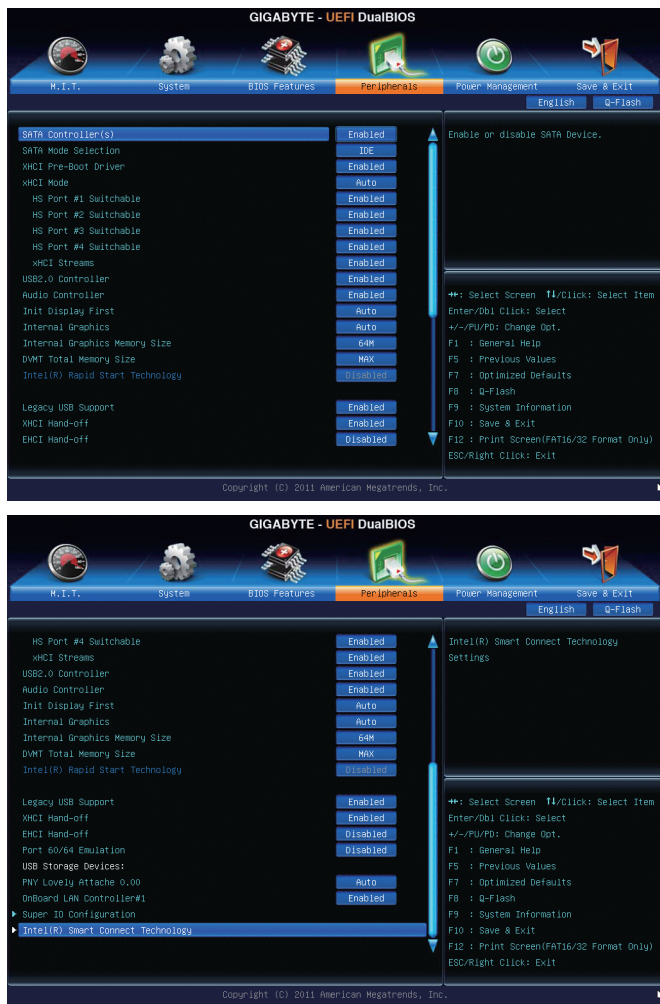 GIGABYTE - UEFI DualBIOS
M.I.T. System BIOS Features Peripherals Power Management Save & Exit
English Q-Flash
SATA Controller(s) Enabled
SATA Mode Selection IDE
XHCI Pre-Boot Driver Enabled
xHCI Mode Auto
HS Port #1 Switchable Enabled
HS Port #2 Switchable Enabled
HS Port #3 Switchable Enabled
HS Port #4 Switchable Enabled
xHCI Streams Enabled
USB2.0 Controller Enabled
Audio Controller Enabled
Init Display First Auto
Internal Graphics Auto
Internal Graphics Memory Size 64M
DVMT Total Memory Size MAX
Intel(R) Rapid Start Technology Disabled
Legacy USB Support Enabled
XHCI Hand-off Enabled
EHCI Hand-off Disabled
Enable or disable SATA Device.
→←: Select Screen ↑↓/Click: Select Item
Enter/Dbl Click: Select
+/-/PU/PD: Change Opt.
F1 : General Help
F5 : Previous Values
F7 : Optimized Defaults
F8 : Q-Flash
F9 : System Information
F10 : Save & Exit
F12 : Print Screen(FAT16/32 Format Only)
ESC/Right Click: Exit
Copyright (C) 2011 American Megatrends, Inc.
GIGABYTE - UEFI DualBIOS
M.I.T. System BIOS Features Peripherals Power Management Save & Exit
English Q-Flash
HS Port #4 Switchable Enabled
xHCI Streams Enabled
USB2.0 Controller Enabled
Audio Controller Enabled
Init Display First Auto
Internal Graphics Auto
Internal Graphics Memory Size 64M
DVMT Total Memory Size MAX
Intel(R) Rapid Start Technology Disabled
Legacy USB Support Enabled
XHCI Hand-off Enabled
EHCI Hand-off Disabled
Port 60/64 Emulation Disabled
USB Storage Devices:
PNY Lovely Attache 0.00 Auto
OnBoard LAN Controller#1 Enabled
Super IO Configuration
Intel(R) Smart Connect Technology
Intel(R) Smart Connect Technology
Settings
→←: Select Screen ↑↓/Click: Select Item
Enter/Dbl Click: Select
+/-/PU/PD: Change Opt.
F1 : General Help
F5 : Previous Values
F7 : Optimized Defaults
F8 : Q-Flash
F9 : System Information
F10 : Save & Exit
F12 : Print Screen(FAT16/32 Format Only)
ESC/Right Click: Exit
Copyright (C) 2011 American Megatrends, Inc.